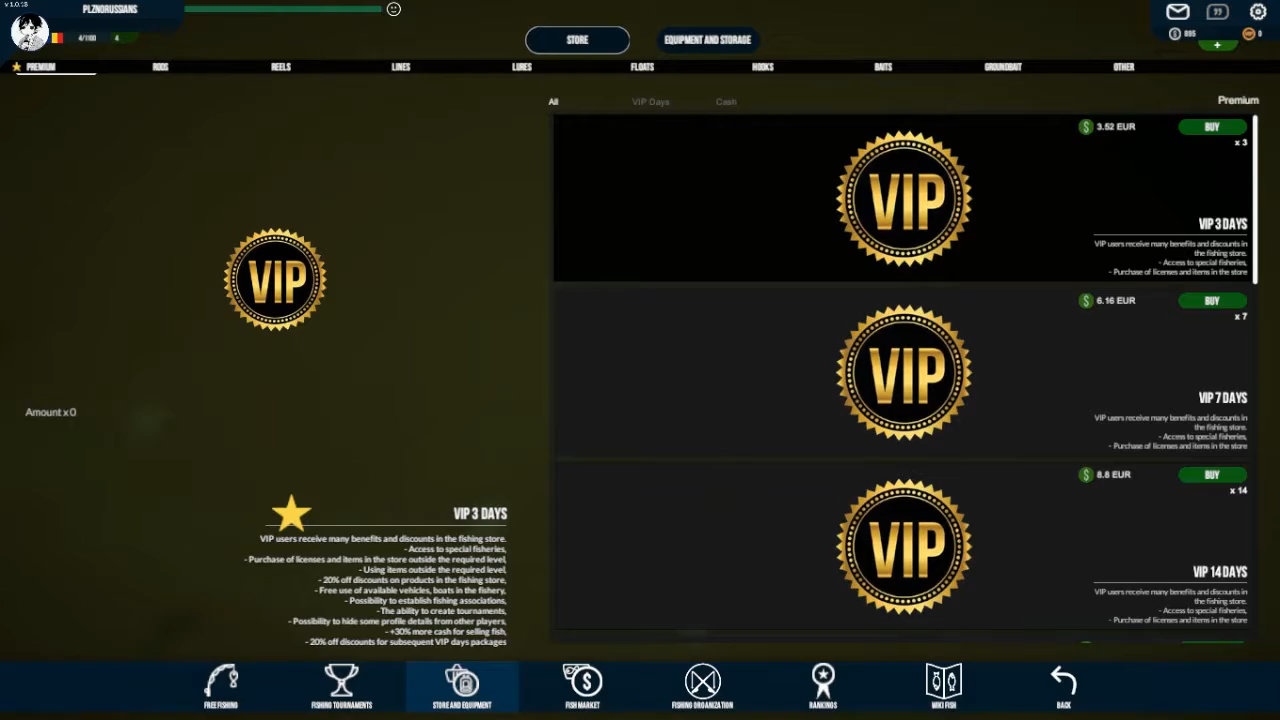 v 1.0.13
PLZNORUSSIANS
4/1100
4
STORE
EQUIPMENT AND STORAGE
895
0
+
PREMIUM
RODS
REELS
LINES
LURES
FLOATS
HOOKS
BAITS
GROUNDBAIT
OTHER
All
VIP Days
Cash
Premium
VIP
Amount x 0
VIP 3 DAYS
VIP users receive many benefits and discounts in the fishing store.
- Access to special fisheries,
- Purchase of licenses and items in the store outside the required level,
- Using items outside the required level,
- 20% off discounts on products in the fishing store,
- Free use of available vehicles, boats in the fishery,
- Possibility to establish fishing associations,
- The ability to create tournaments,
- Possibility to hide some profile details from other players,
- +30% more cash for selling fish,
- 20% off discounts for subsequent VIP days packages
VIP
$ 3.52 EUR
BUY
x 3
VIP 3 DAYS
VIP users receive many benefits and discounts in
the fishing store.
- Access to special fisheries,
- Purchase of licenses and items in the store
VIP
$ 6.16 EUR
BUY
x 7
VIP 7 DAYS
VIP users receive many benefits and discounts in
the fishing store.
- Access to special fisheries,
- Purchase of licenses and items in the store
VIP
$ 8.8 EUR
BUY
x 14
VIP 14 DAYS
VIP users receive many benefits and discounts in
the fishing store.
- Access to special fisheries,
- Purchase of licenses and items in the store
FREE FISHING
FISHING TOURNAMENTS
STORE AND EQUIPMENT
FISH MARKET
FISHING ORGANIZATION
RANKINGS
WIKI FISH
BACK